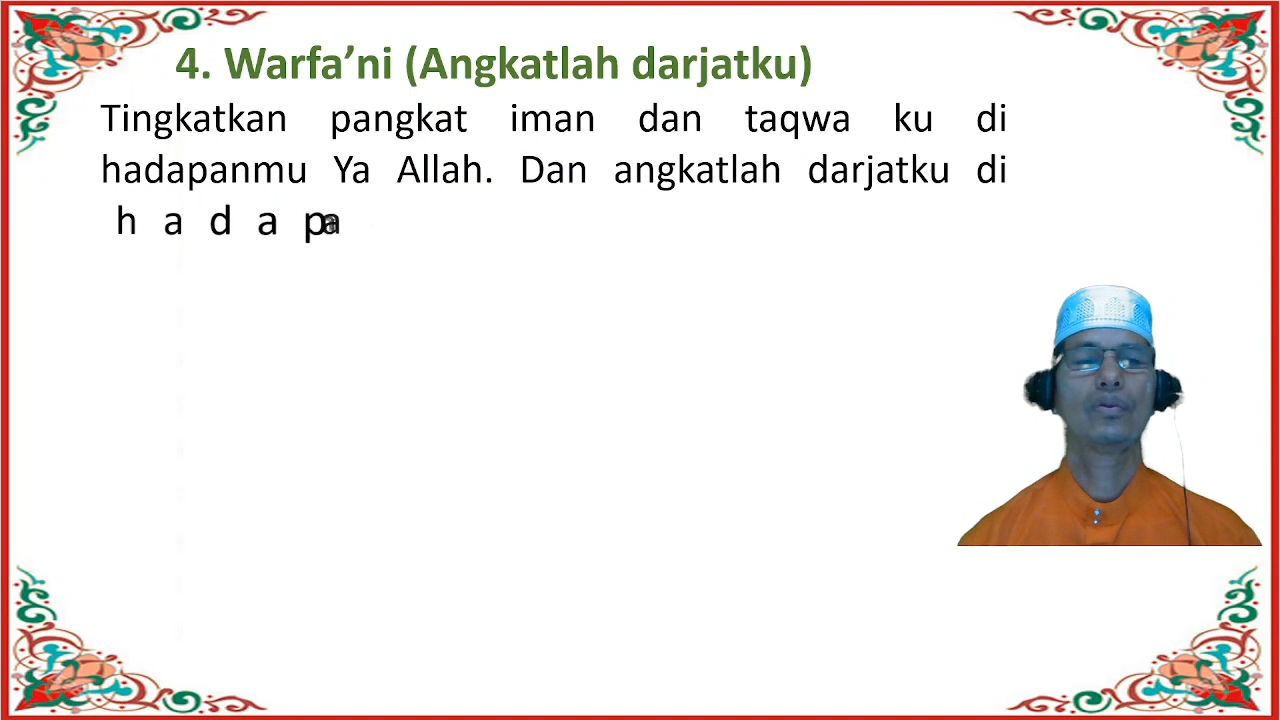 4. Warfa’ni (Angkatlah darjatku)
Tingkatkan pangkat iman dan taqwa ku di
hadapanmu Ya Allah. Dan angkatlah darjatku di
h a d a p a